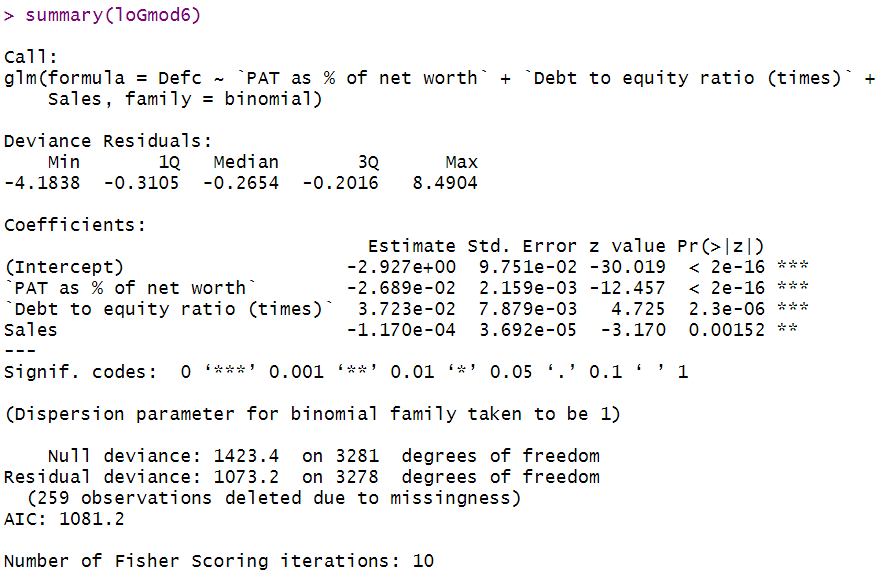 > summary(loGmod6)
Call:
glm(formula = Defc ~ `PAT as % of net worth` + `Debt to equity ratio (times)` +
    Sales, family = binomial)
Deviance Residuals:
    Min       1Q   Median       3Q      Max
-4.1838  -0.3105  -0.2654  -0.2016   8.4904
Coefficients:
                                 Estimate Std. Error z value Pr(>|z|)
(Intercept)                    -2.927e+00  9.751e-02 -30.019  < 2e-16 ***
`PAT as % of net worth`        -2.689e-02  2.159e-03 -12.457  < 2e-16 ***
`Debt to equity ratio (times)`  3.723e-02  7.879e-03   4.725  2.3e-06 ***
Sales                          -1.170e-04  3.692e-05  -3.170  0.00152 **
---
Signif. codes:  0 ‘***’ 0.001 ‘**’ 0.01 ‘*’ 0.05 ‘.’ 0.1 ‘ ’ 1
(Dispersion parameter for binomial family taken to be 1)
    Null deviance: 1423.4  on 3281  degrees of freedom
Residual deviance: 1073.2  on 3278  degrees of freedom
  (259 observations deleted due to missingness)
AIC: 1081.2
Number of Fisher Scoring iterations: 10